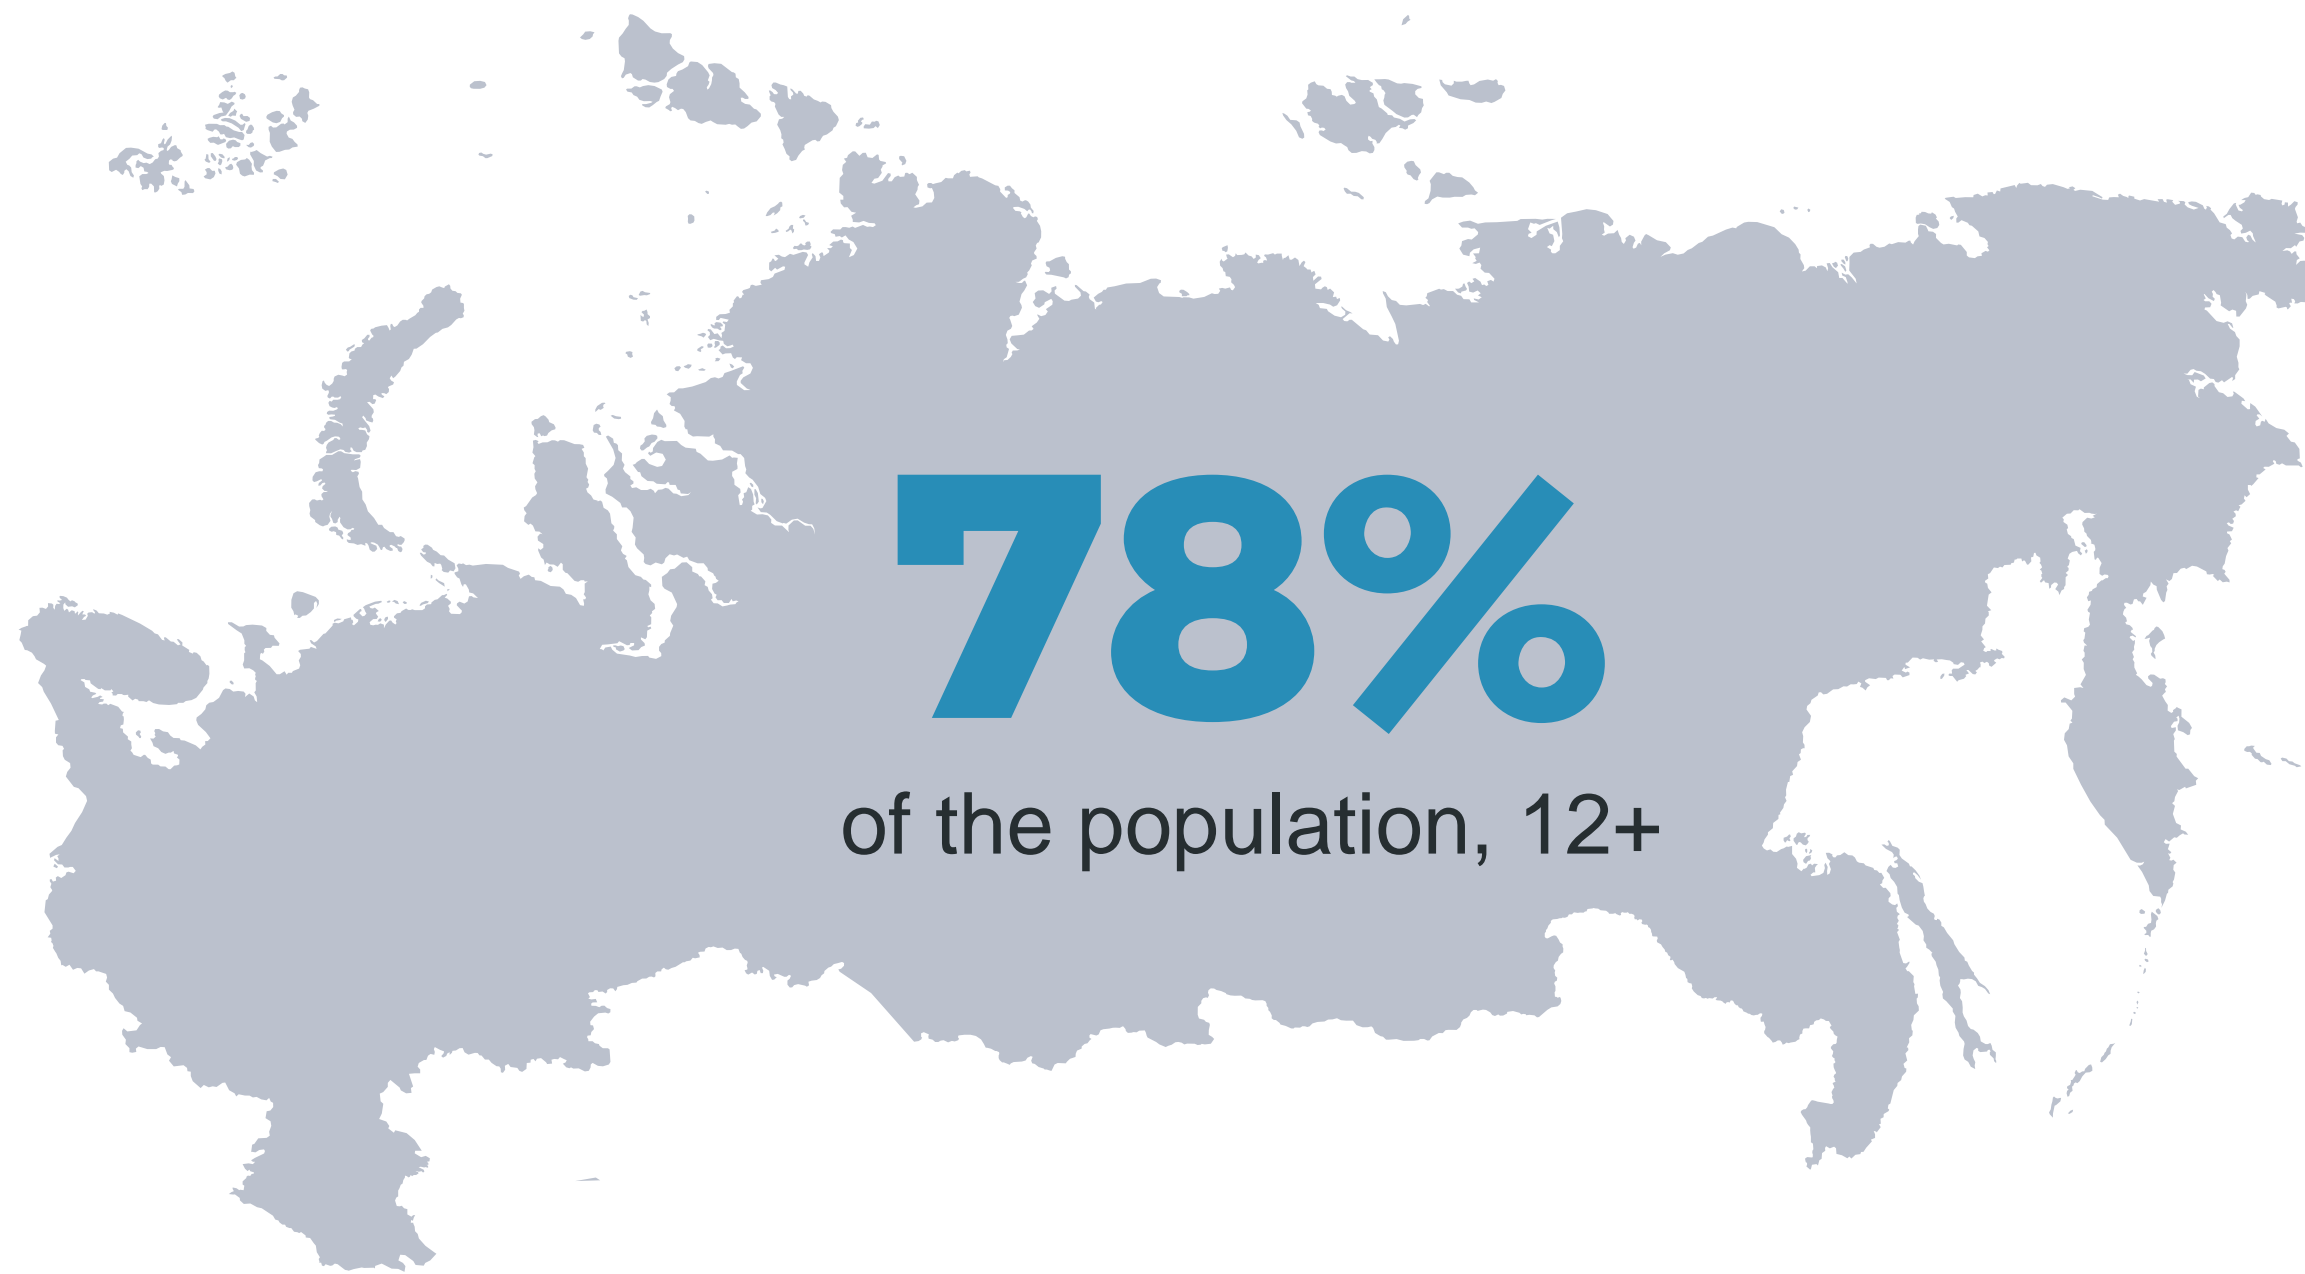 78%
of the population, 12+